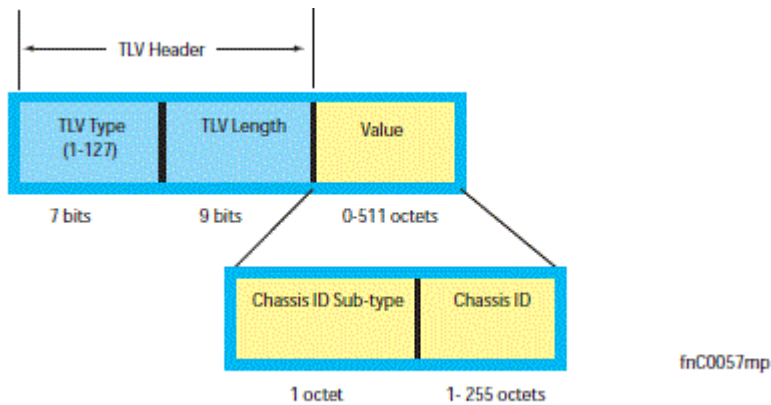 TLV Header
TLV Type
(1-127)
TLV Length
Value
7 bits
9 bits
0-511 octets
Chassis ID Sub-type
Chassis ID
fnC0057mp
1 octet
1- 255 octets